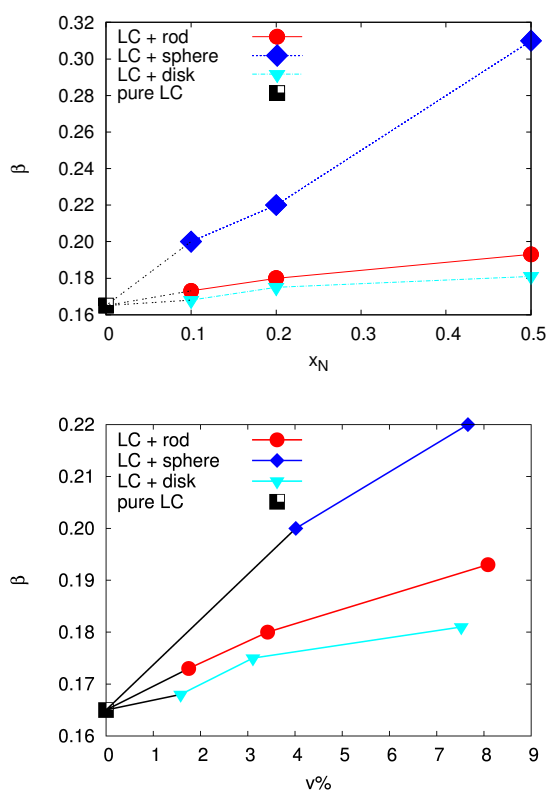 0.32
0.28
0.24
0.20
0.16
0.22
0.18
0.26
0.30
β
LC + rod
LC + sphere
LC + disk
pure LC
0 0.1 0.2 0.3 0.4 0.5
x_N
0.22
0.21
0.20
0.19
0.18
0.17
0.16
β
LC + rod
LC + sphere
LC + disk
pure LC
0 1 2 3 4 5 6 7 8 9
v%